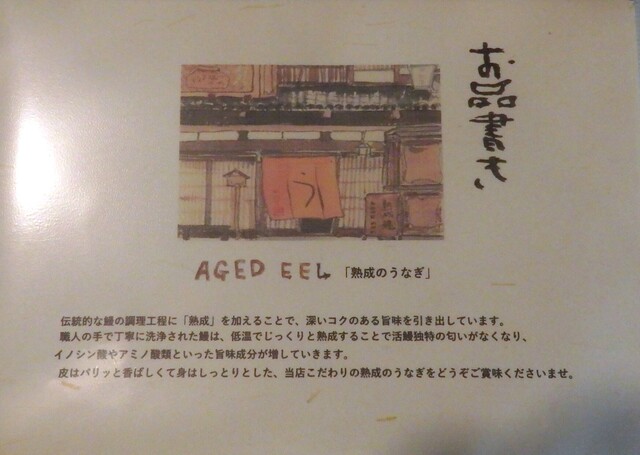 お品書き
う
AGED EEL 「熟成のうなぎ」
伝統的な鰻の調理工程に「熟成」を加えることで、深いコクのある旨味を引き出しています。
職人の手で丁寧に洗浄された鰻は、低温でじっくりと熟成することで活鰻独特の匂いがなくなり、
イノシン酸やアミノ酸類といった旨味成分が増していきます。
皮はパリッと香ばしくて身はしっとりとした、当店こだわりの熟成のうなぎをどうぞご賞味くださいませ。